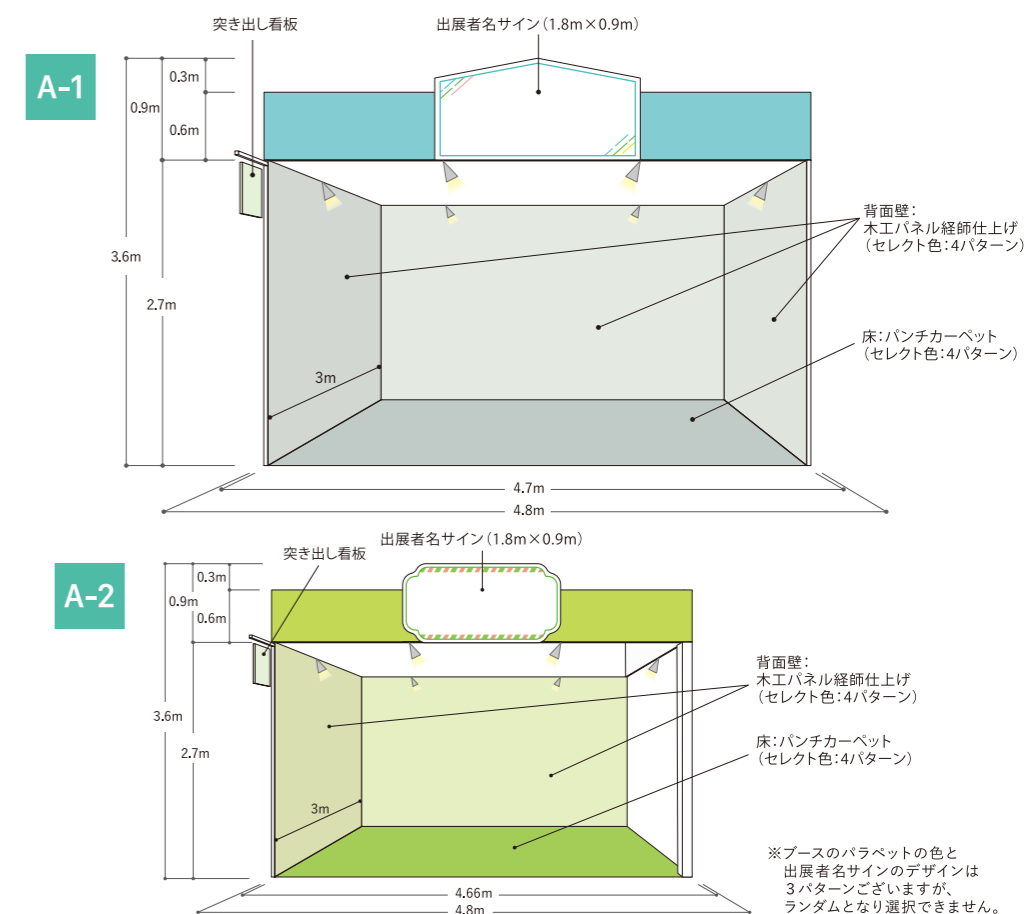 突き出し看板
出展者名サイン（1.8m×0.9m）
A-1
0.3m
0.9m
0.6m
3.6m
2.7m
3m
背面壁：
木工パネル経師仕上げ
（セレクト色：4パターン）
床：パンチカーペット
（セレクト色：4パターン）
4.7m
4.8m
突き出し看板
出展者名サイン（1.8m×0.9m）
A-2
0.3m
0.9m
0.6m
3.6m
2.7m
3m
背面壁：
木工パネル経師仕上げ
（セレクト色：4パターン）
床：パンチカーペット
（セレクト色：4パターン）
4.66m
4.8m
※ブースのパラペットの色と
出展者名サインのデザインは
３パターンございますが、
ランダムとなり選択できません。